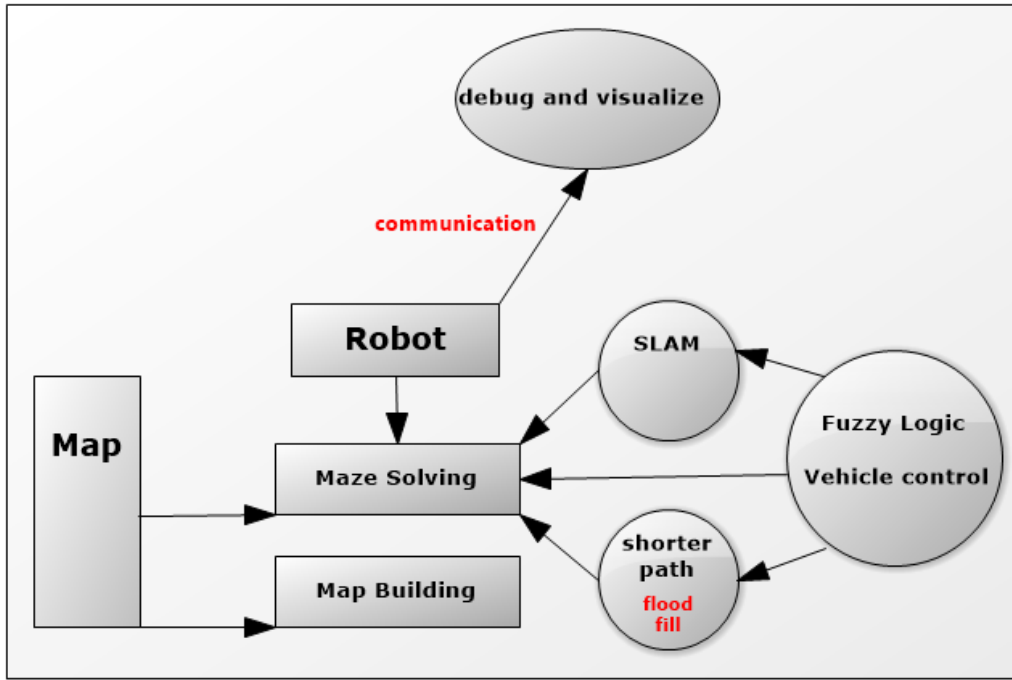 debug and visualize
communication
Robot
SLAM
Map
Fuzzy Logic
Vehicle control
Maze Solving
shorter
path
flood
fill
Map Building